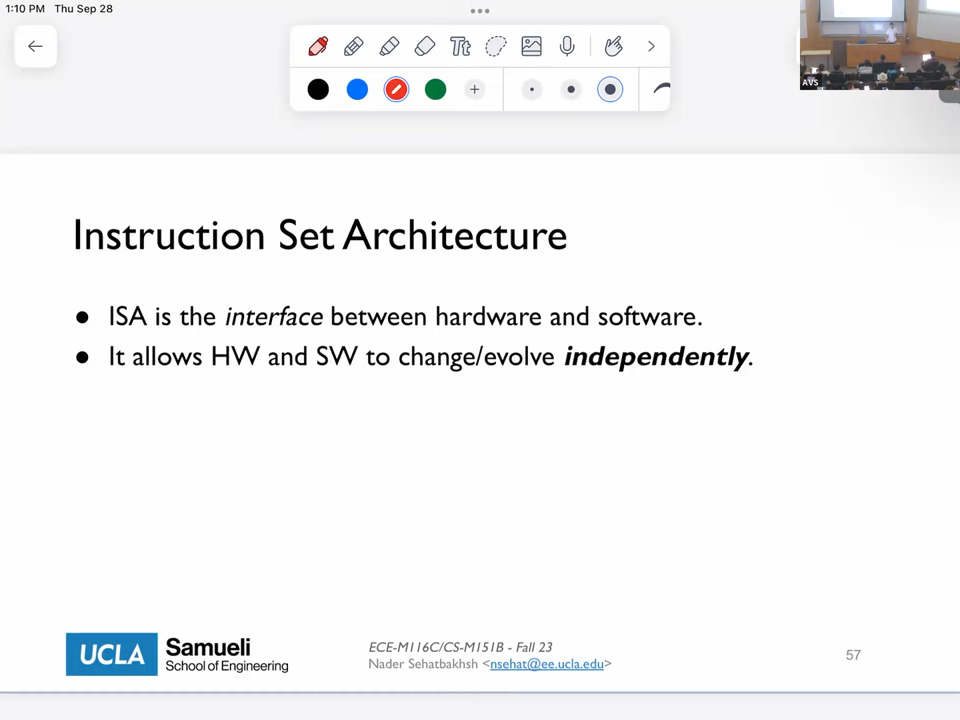 1:10 PM Thu Sep 28
Tt
AVS
Instruction Set Architecture
● ISA is the interface between hardware and software.
● It allows HW and SW to change/evolve independently.
UCLA Samueli
School of Engineering
ECE-M116C/CS-M151B - Fall 23
Nader Sehatbakhsh <nsehat@ee.ucla.edu>
57